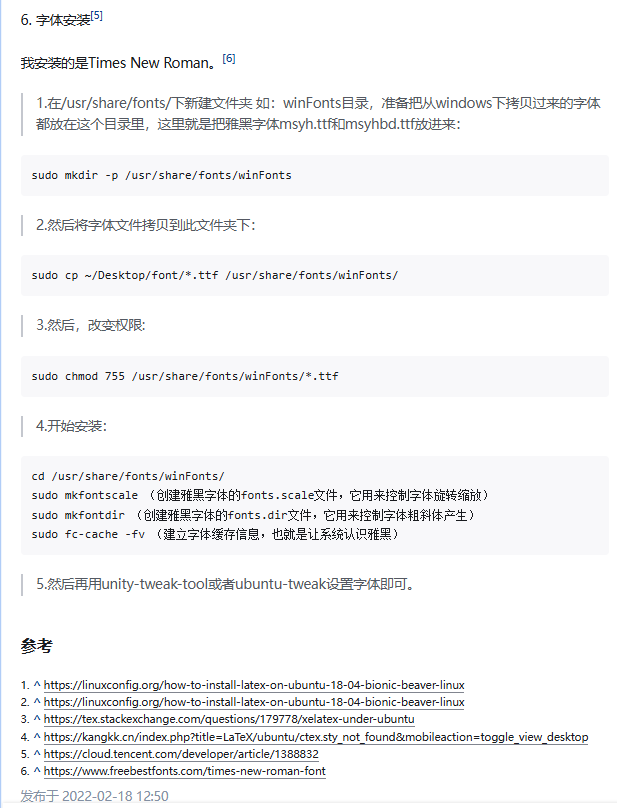 6. 字体安装[5]
我安装的是Times New Roman。[6]
1.在/usr/share/fonts/下新建文件夹 如：winFonts目录，准备把从windows下拷贝过来的字体
都放在这个目录里，这里就是把雅黑字体msyh.ttf和msyhbd.ttf放进来：
sudo mkdir -p /usr/share/fonts/winFonts
2.然后将字体文件拷贝到此文件夹下：
sudo cp ~/Desktop/font/*.ttf /usr/share/fonts/winFonts/
3.然后，改变权限:
sudo chmod 755 /usr/share/fonts/winFonts/*.ttf
4.开始安装：
cd /usr/share/fonts/winFonts/
sudo mkfontscale （创建雅黑字体的fonts.scale文件，它用来控制字体旋转缩放）
sudo mkfontdir （创建雅黑字体的fonts.dir文件，它用来控制字体粗斜体产生）
sudo fc-cache -fv （建立字体缓存信息，也就是让系统认识雅黑）
5.然后再用unity-tweak-tool或者ubuntu-tweak设置字体即可。
参考
1. ^ https://linuxconfig.org/how-to-install-latex-on-ubuntu-18-04-bionic-beaver-linux
2. ^ https://linuxconfig.org/how-to-install-latex-on-ubuntu-18-04-bionic-beaver-linux
3. ^ https://tex.stackexchange.com/questions/179778/xelatex-under-ubuntu
4. ^ https://kangkk.cn/index.php?title=LaTeX/ubuntu/ctex.sty_not_found&mobileaction=toggle_view_desktop
5. ^ https://cloud.tencent.com/developer/article/1388832
6. ^ https://www.freebestfonts.com/times-new-roman-font
发布于 2022-02-18 12:50